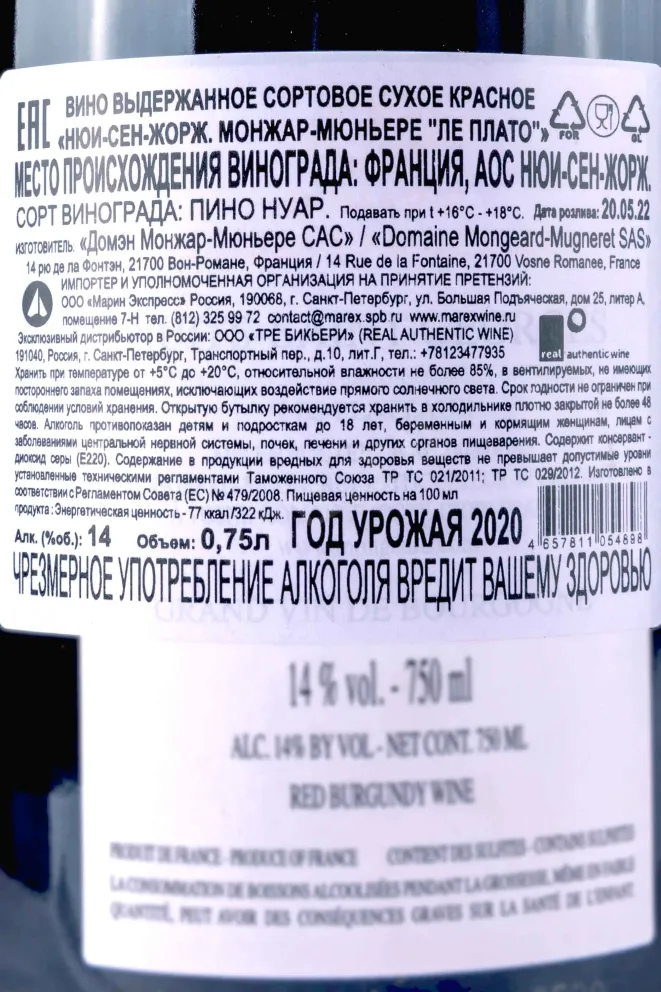 EAC
ВИНО ВЫДЕРЖАННОЕ СОРТОВОЕ СУХОЕ КРАСНОЕ
«НЮИ-СЕН-ЖОРЖ. МОНЖАР-МЮНЬЕРЕ "ЛЕ ПЛАТО"»
FOR
GL
МЕСТО ПРОИСХОЖДЕНИЯ ВИНОГРАДА: ФРАНЦИЯ, АОС НЮИ-СЕН-ЖОРЖ.
СОРТ ВИНОГРАДА: ПИНО НУАР. Подавать при t +16°С - +18°С. Дата розлива: 20.05.22
ИЗГОТОВИТЕЛЬ. «Домэн Монжар-Мюньере САС» / «Domaine Mongeard-Mugneret SAS»
14 рю де ла Фонтэн, 21700 Вон-Романе, Франция / 14 Rue de la Fontaine, 21700 Vosne Romanee, France
ИМПОРТЕР И УПОЛНОМОЧЕННАЯ ОРГАНИЗАЦИЯ НА ПРИНЯТИЕ ПРЕТЕНЗИЙ:
ООО «Марин Экспресс» Россия, 190068, г. Санкт-Петербург, ул. Большая Подъяческая, дом 25, литер А,
помещение 7-Н тел. (812) 325 99 72 contact@marex.spb.ru www.marexwine.ru
Эксклюзивный дистрибьютор в России: ООО «ТРЕ БИКЬЕРИ» (REAL AUTHENTIC WINE)
191040, Россия, г. Санкт-Петербург, Транспортный пер., д.10, лит.Г, тел.: +78123477935
real authentic wine
Хранить при температуре от +5°С до +20°С, относительной влажности не более 85%, в вентилируемых, не имеющих
постороннего запаха помещениях, исключающих воздействие прямого солнечного света. Срок годности не ограничен при
соблюдении условий хранения. Открытую бутылку рекомендуется хранить в холодильнике плотно закрытой не более 48
часов. Алкоголь противопоказан детям и подросткам до 18 лет, беременным и кормящим женщинам, лицам с
заболеваниями центральной нервной системы, почек, печени и других органов пищеварения. Содержит консервант -
диоксид серы (Е220). Содержание в продукции вредных для здоровья веществ не превышает допустимые уровни
установленные техническими регламентами Таможенного Союза ТР ТС 021/2011; ТР ТС 029/2012. Изготовлено в
соответствии с Регламентом Совета (ЕС) № 479/2008. Пищевая ценность на 100 мл
продукта : Энергетическая ценность - 77 ккал /322 кДж.
Алк. (%об.): 14 Объем: 0,75л ГОД УРОЖАЯ 2020
4 657811 054898
ЧРЕЗМЕРНОЕ УПОТРЕБЛЕНИЕ АЛКОГОЛЯ ВРЕДИТ ВАШЕМУ ЗДОРОВЬЮ
GRAND VIN DE BOURGOGNE
14 % vol. - 750 ml
ALC. 14% BY VOL - NET CONT. 750 ML
RED BURGUNDY WINE
PRODUIT DE FRANCE - PRODUCE OF FRANCE CONTIENT DES SULFITES - CONTAINS SULPHITES
LA CONSOMMATION DE BOISSONS ALCOOLISÉES PENDANT LA GROSSESSE, MÊME EN FAIBLE
QUANTITÉ, PEUT AVOIR DES CONSÉQUENCES GRAVES SUR LA SANTÉ DE L'ENFANT